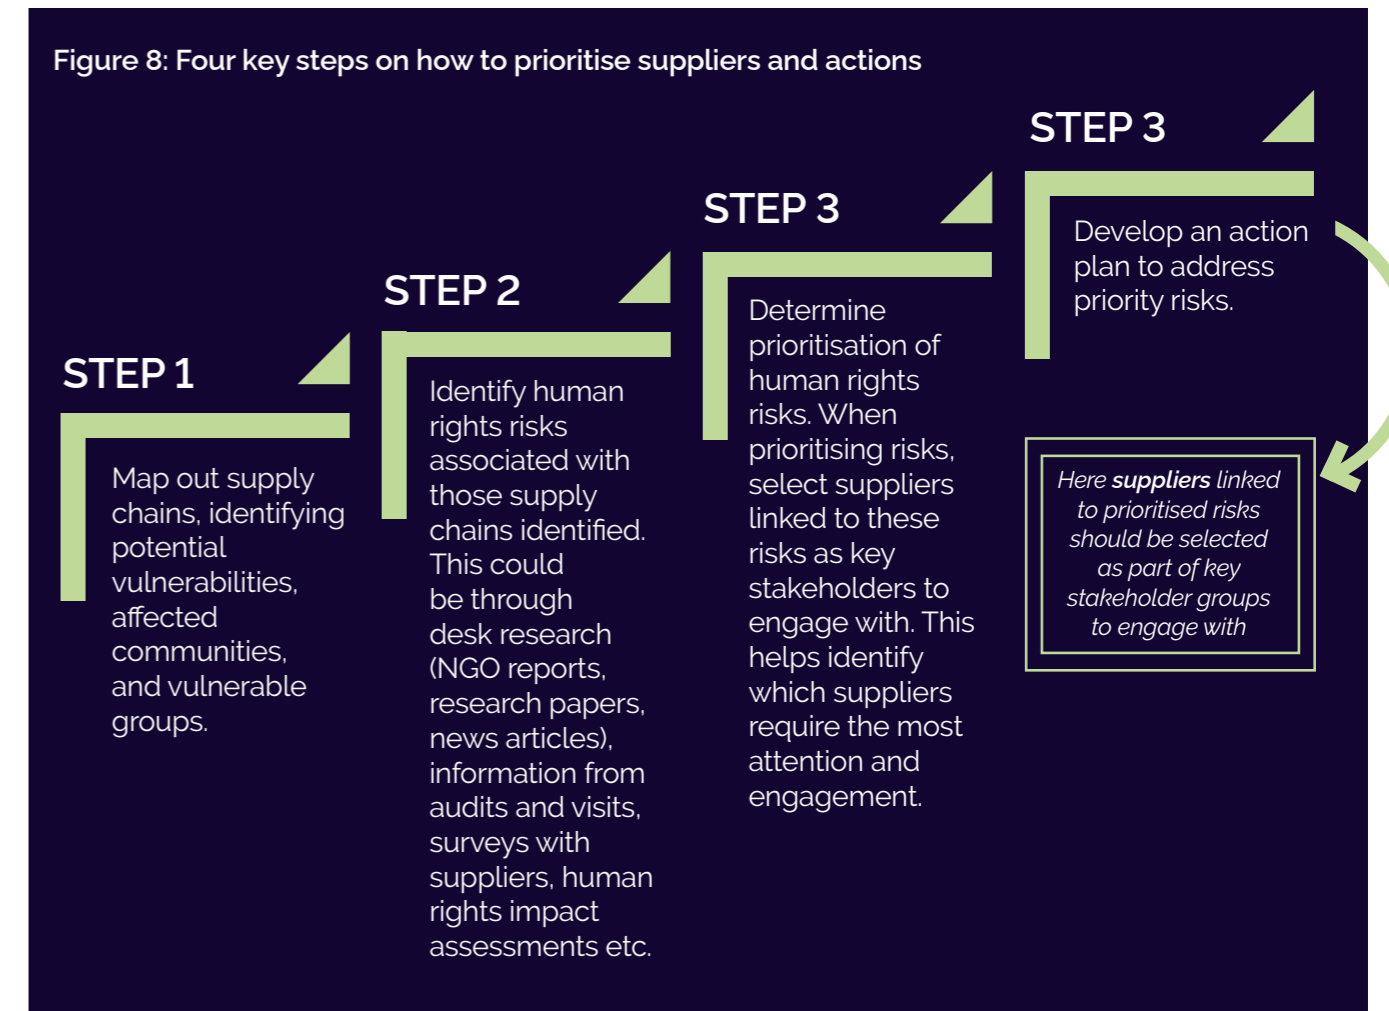 Figure 8: Four key steps on how to prioritise suppliers and actions
STEP 1
Map out supply
chains, identifying
potential
vulnerabilities,
affected
communities,
and vulnerable
groups.
STEP 2
Identify human
rights risks
associated with
those supply
chains identified.
This could
be through
desk research
(NGO reports,
research papers,
news articles),
information from
audits and visits,
surveys with
suppliers, human
rights impact
assessments etc.
STEP 3
Determine
prioritisation of
human rights
risks. When
prioritising risks,
select suppliers
linked to these
risks as key
stakeholders to
engage with. This
helps identify
which suppliers
require the most
attention and
engagement.
STEP 3
Develop an action
plan to address
priority risks.
Here suppliers linked
to prioritised risks
should be selected
as part of key
stakeholder groups
to engage with